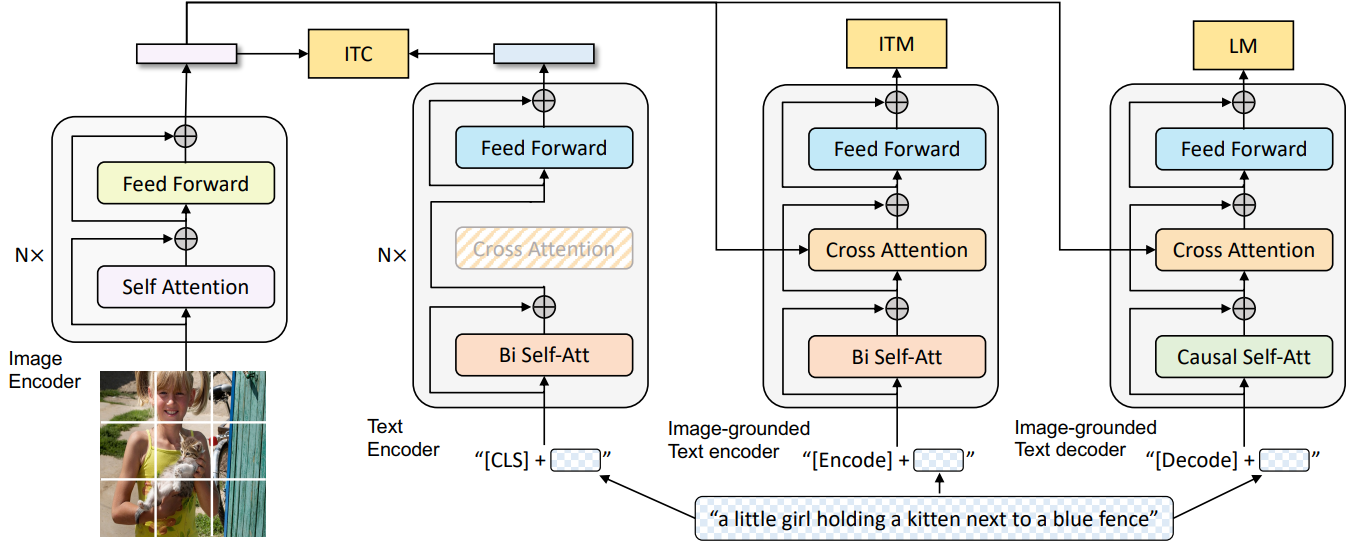 ITC
ITM
LM
Feed Forward
Self Attention
N×
Image
Encoder
Feed Forward
Cross Attention
Bi Self-Att
N×
Text
Encoder
"[CLS] + "
Feed Forward
Cross Attention
Bi Self-Att
Image-grounded
Text encoder
"[Encode] + "
Feed Forward
Cross Attention
Causal Self-Att
Image-grounded
Text decoder
"[Decode] + "
"a little girl holding a kitten next to a blue fence"